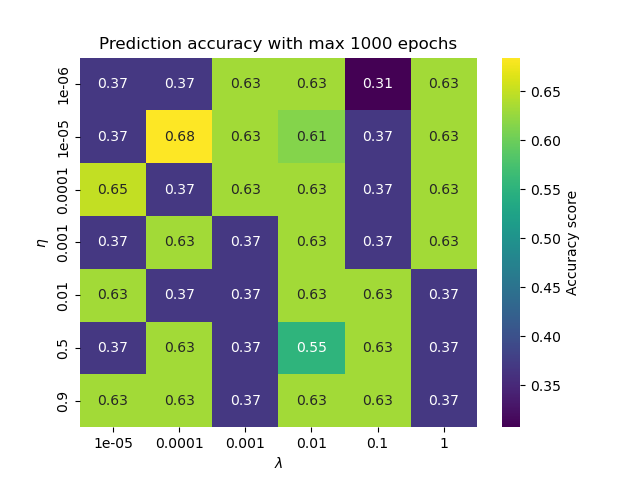 Prediction accuracy with max 1000 epochs
1e-06 0.37 0.37 0.63 0.63 0.31 0.63
1e-05 0.37 0.68 0.63 0.61 0.37 0.63
0.0001 0.65 0.37 0.63 0.63 0.37 0.63
0.001 0.37 0.63 0.37 0.63 0.37 0.63
0.01 0.63 0.37 0.37 0.63 0.63 0.37
0.5 0.37 0.63 0.37 0.55 0.63 0.37
0.9 0.63 0.63 0.37 0.63 0.63 0.37
η
1e-05 0.0001 0.001 0.01 0.1 1
λ
0.65
0.60
0.55
0.50
0.45
0.40
0.35
Accuracy score